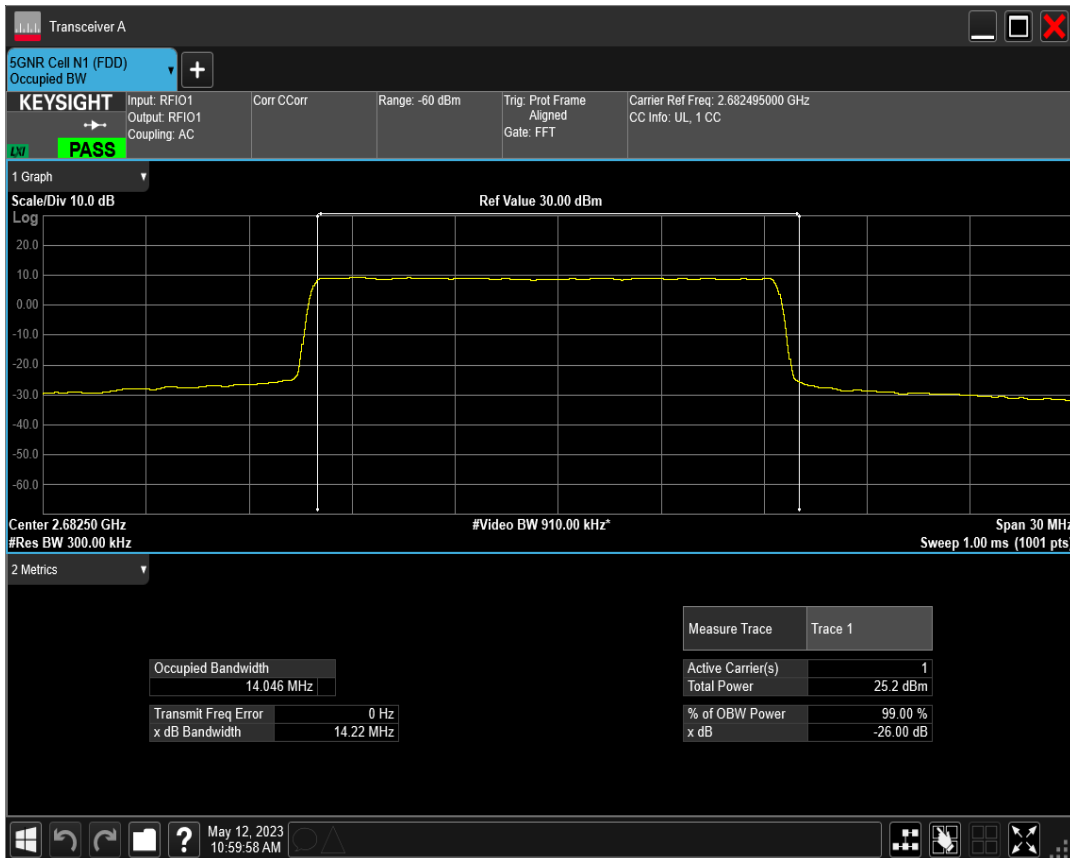 Transceiver A
5GNR Cell N1 (FDD)
Occupied BW
+
KEYSIGHT
LXI PASS
Input: RFIO1
Output: RFIO1
Coupling: AC
Corr CCorr
Range: -60 dBm
Trig: Prot Frame
Aligned
Gate: FFT
Carrier Ref Freq: 2.682495000 GHz
CC Info: UL, 1 CC
1 Graph
Scale/Div 10.0 dB Ref Value 30.00 dBm
Log
20.0
10.0
0.00
-10.0
-20.0
-30.0
-40.0
-50.0
-60.0
Center 2.68250 GHz #Video BW 910.00 kHz* Span 30 MHz
#Res BW 300.00 kHz Sweep 1.00 ms (1001 pts)
2 Metrics
Measure Trace Trace 1
Occupied Bandwidth
14.046 MHz
Transmit Freq Error 0 Hz
x dB Bandwidth 14.22 MHz
Active Carrier(s) 1
Total Power 25.2 dBm
% of OBW Power 99.00 %
x dB -26.00 dB
?
May 12, 2023
10:59:58 AM